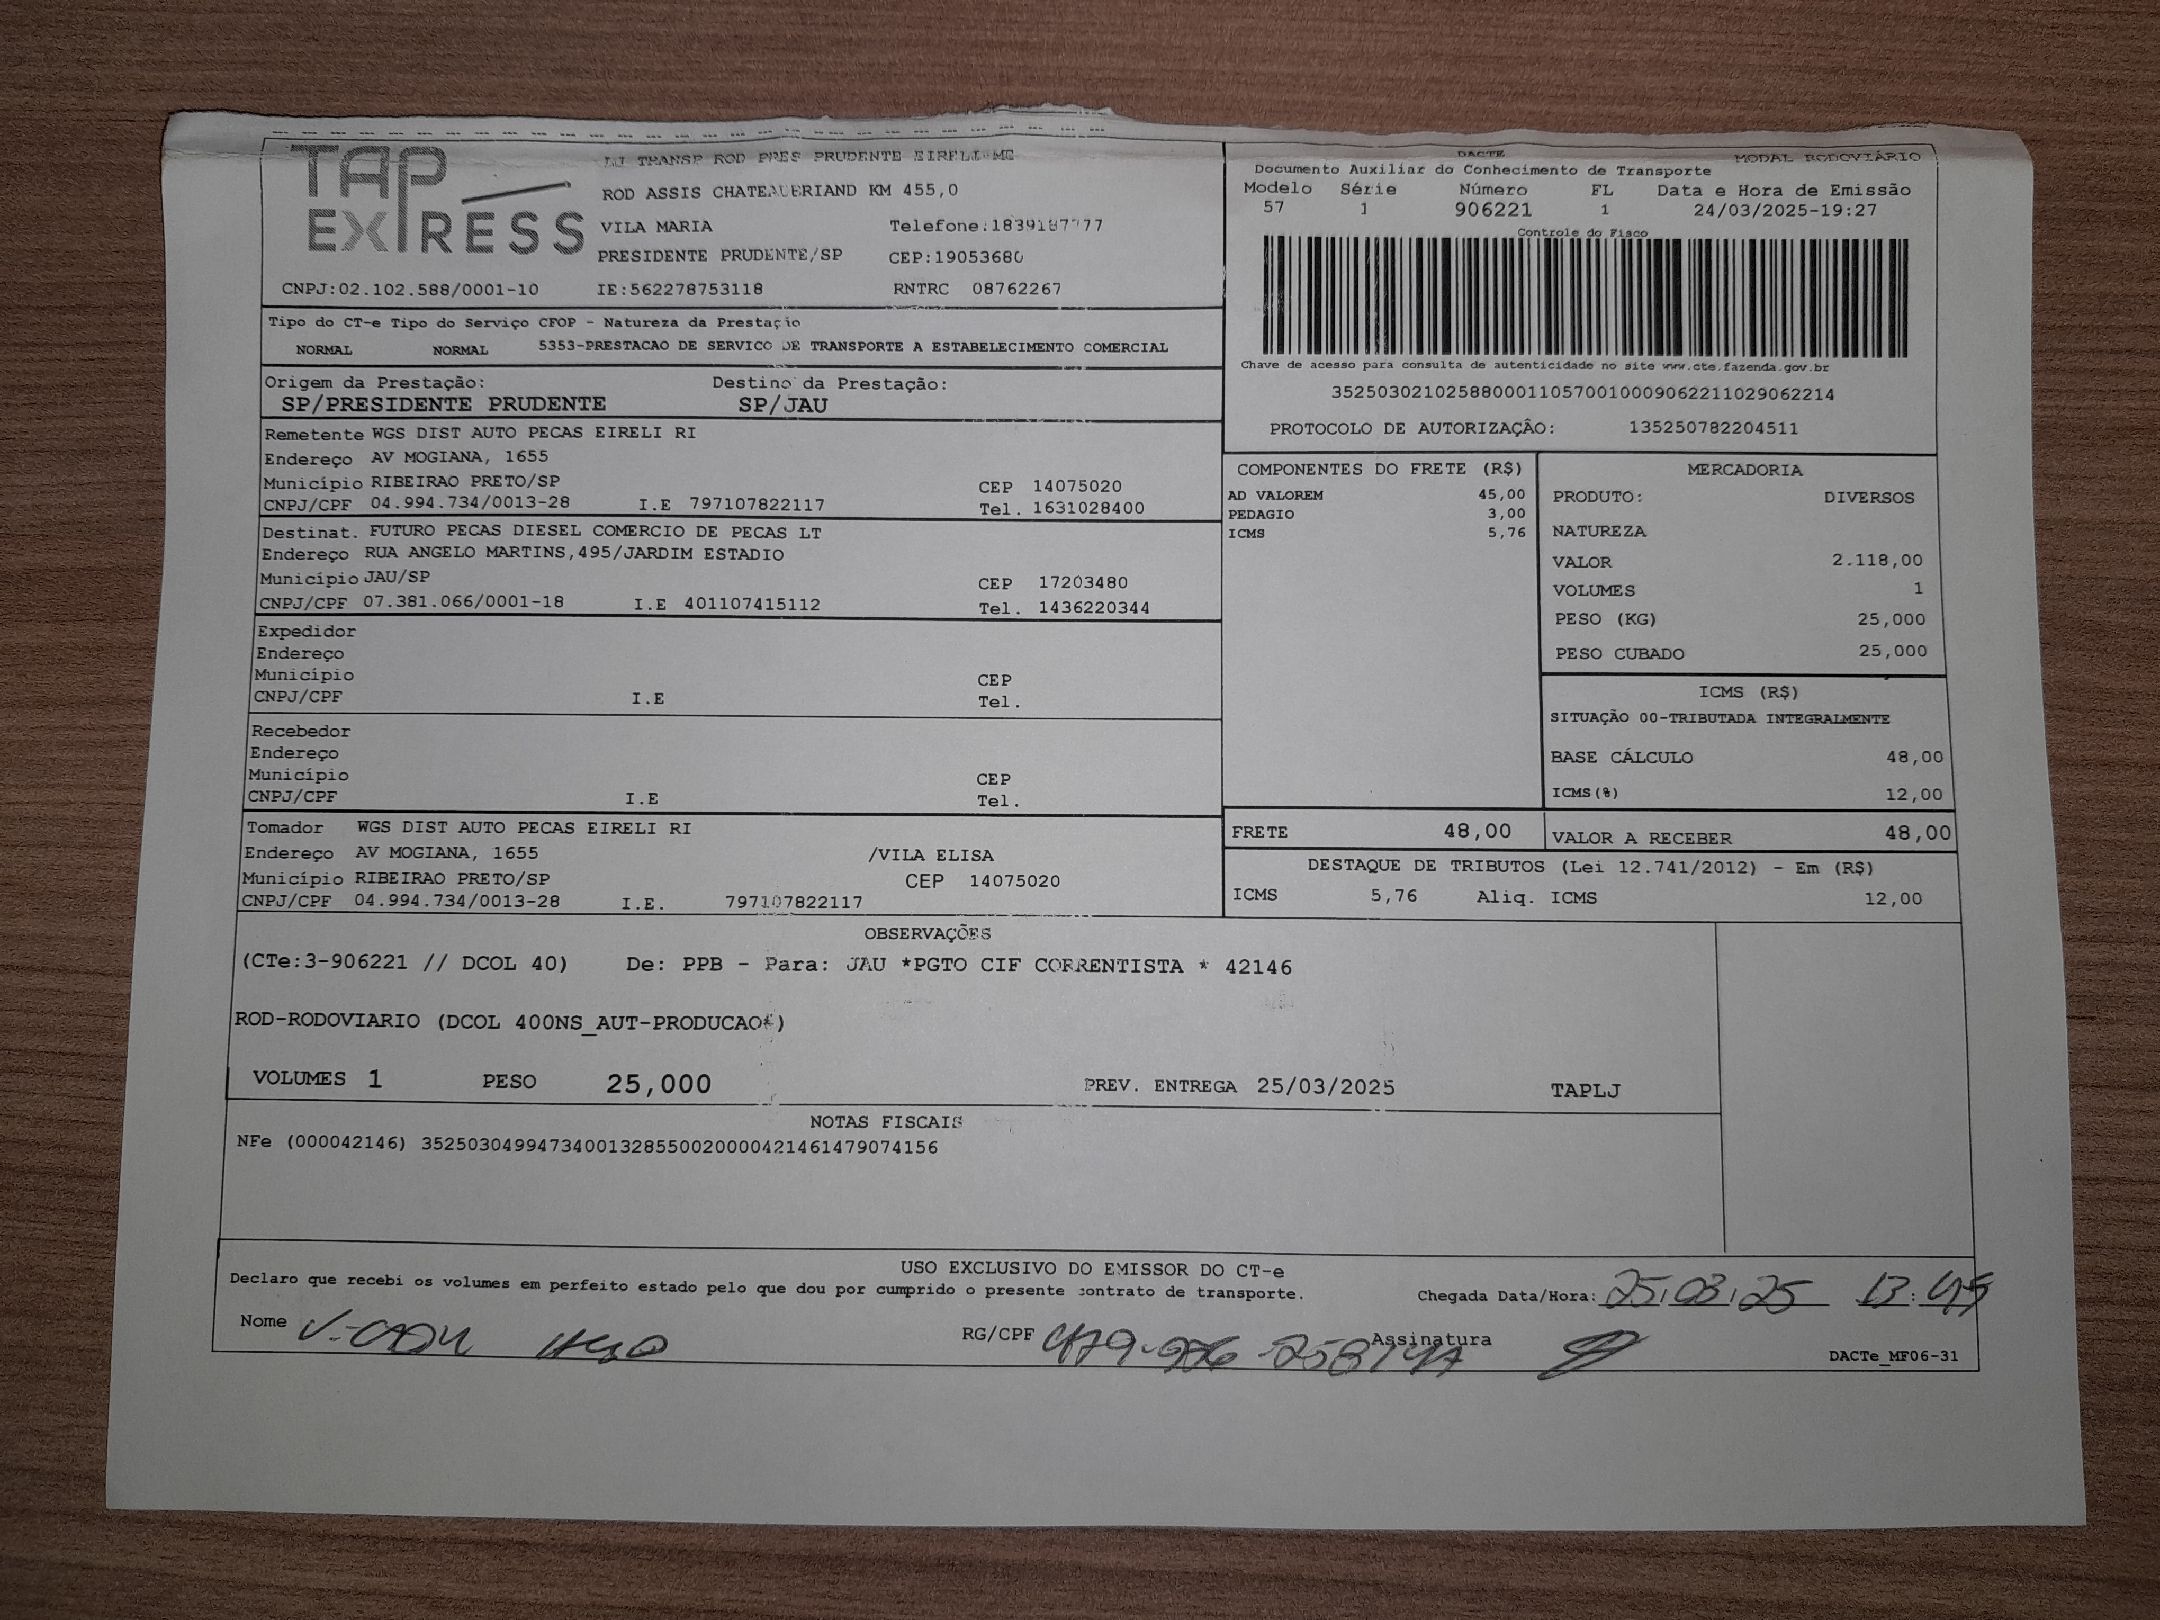 TAP EXPRESS
LJ TRANSP ROD PRES PRUDENTE EIRELI-ME
ROD ASSIS CHATEAUBRIAND KM 455,0
VILA MARIA Telefone:1839187777
PRESIDENTE PRUDENTE/SP CEP:19053680
CNPJ:02.102.588/0001-10 IE:562278753118 RNTRC 08762267
DACTE MODAL RODOVIÁRIO
Documento Auxiliar do Conhecimento de Transporte
Modelo Série Número FL Data e Hora de Emissão
57 1 906221 1 24/03/2025-19:27
Controle do Fisco
Chave de acesso para consulta de autenticidade no site www.cte.fazenda.gov.br
35250302102588000110570010009062211029062214
PROTOCOLO DE AUTORIZAÇÃO: 135250782204511
Tipo do CT-e Tipo do Serviço CFOP - Natureza da Prestação
NORMAL NORMAL 5353-PRESTACAO DE SERVICO DE TRANSPORTE A ESTABELECIMENTO COMERCIAL
Origem da Prestação: Destino da Prestação:
SP/PRESIDENTE PRUDENTE SP/JAU
Remetente WGS DIST AUTO PECAS EIRELI RI
Endereço AV MOGIANA, 1655
Município RIBEIRAO PRETO/SP CEP 14075020
CNPJ/CPF 04.994.734/0013-28 I.E 797107822117 Tel. 1631028400
Destinat. FUTURO PECAS DIESEL COMERCIO DE PECAS LT
Endereço RUA ANGELO MARTINS,495/JARDIM ESTADIO
Município JAU/SP CEP 17203480
CNPJ/CPF 07.381.066/0001-18 I.E 401107415112 Tel. 1436220344
Expedidor
Endereço
Município CEP
CNPJ/CPF I.E Tel.
Recebedor
Endereço
Município CEP
CNPJ/CPF I.E Tel.
Tomador WGS DIST AUTO PECAS EIRELI RI
Endereço AV MOGIANA, 1655 /VILA ELISA
Município RIBEIRAO PRETO/SP CEP 14075020
CNPJ/CPF 04.994.734/0013-28 I.E. 797107822117
COMPONENTES DO FRETE (R$)
AD VALOREM 45,00
PEDAGIO 3,00
ICMS 5,76
MERCADORIA
PRODUTO: DIVERSOS
NATUREZA
VALOR 2.118,00
VOLUMES 1
PESO (KG) 25,000
PESO CUBADO 25,000
ICMS (R$)
SITUAÇÃO 00-TRIBUTADA INTEGRALMENTE
BASE CÁLCULO 48,00
ICMS(%) 12,00
FRETE 48,00 VALOR A RECEBER 48,00
DESTAQUE DE TRIBUTOS (Lei 12.741/2012) - Em (R$)
ICMS 5,76 Aliq. ICMS 12,00
OBSERVAÇÕES
(CTe:3-906221 // DCOL 40) De: PPB - Para: JAU *PGTO CIF CORRENTISTA * 42146
ROD-RODOVIARIO (DCOL 400NS_AUT-PRODUCAO*)
VOLUMES 1 PESO 25,000 PREV. ENTREGA 25/03/2025 TAPLJ
NOTAS FISCAIS
NFe (000042146) 35250304994734001328550020000421461479074156
USO EXCLUSIVO DO EMISSOR DO CT-e
Declaro que recebi os volumes em perfeito estado pelo que dou por cumprido o presente contrato de transporte.
Chegada Data/Hora: 25,03,25 13:45
Nome RG/CPF Assinatura
DACTe_MF06-31